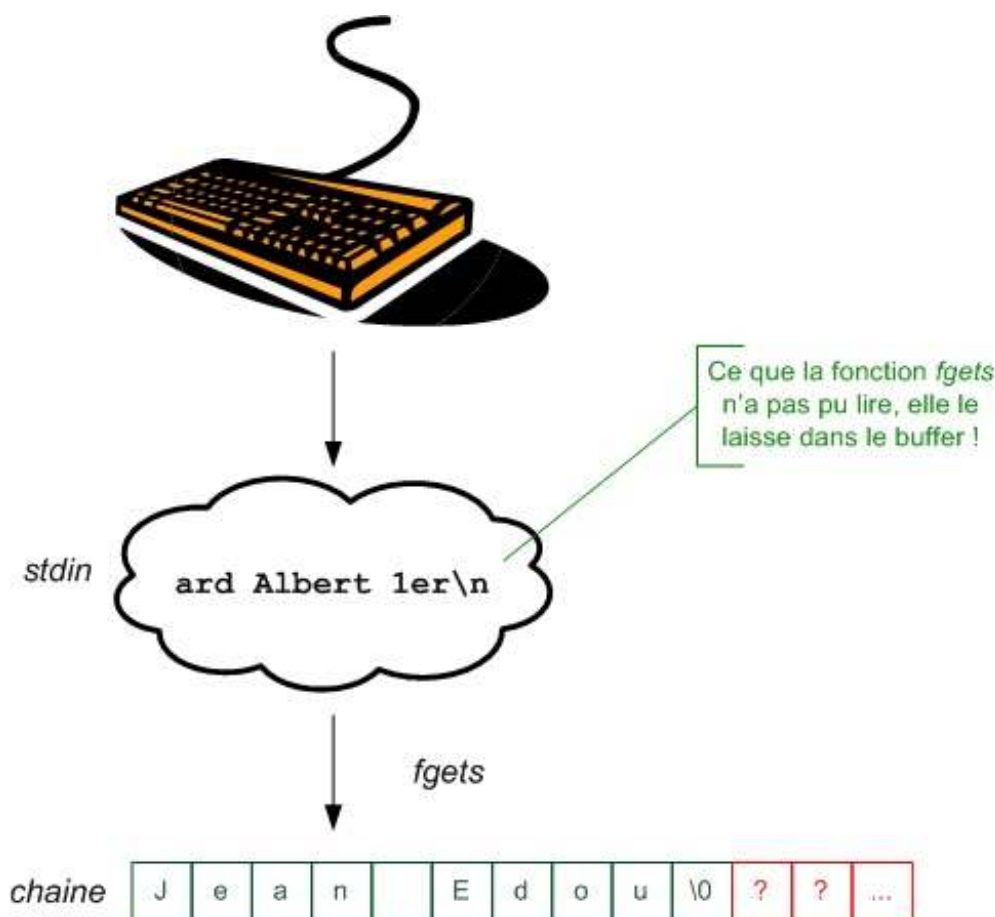 Ce que la fonction fgets
n'a pas pu lire, elle le
laisse dans le buffer !
stdin
ard Albert 1er\n
fgets
chaine J e a n E d o u \0 ? ? ...